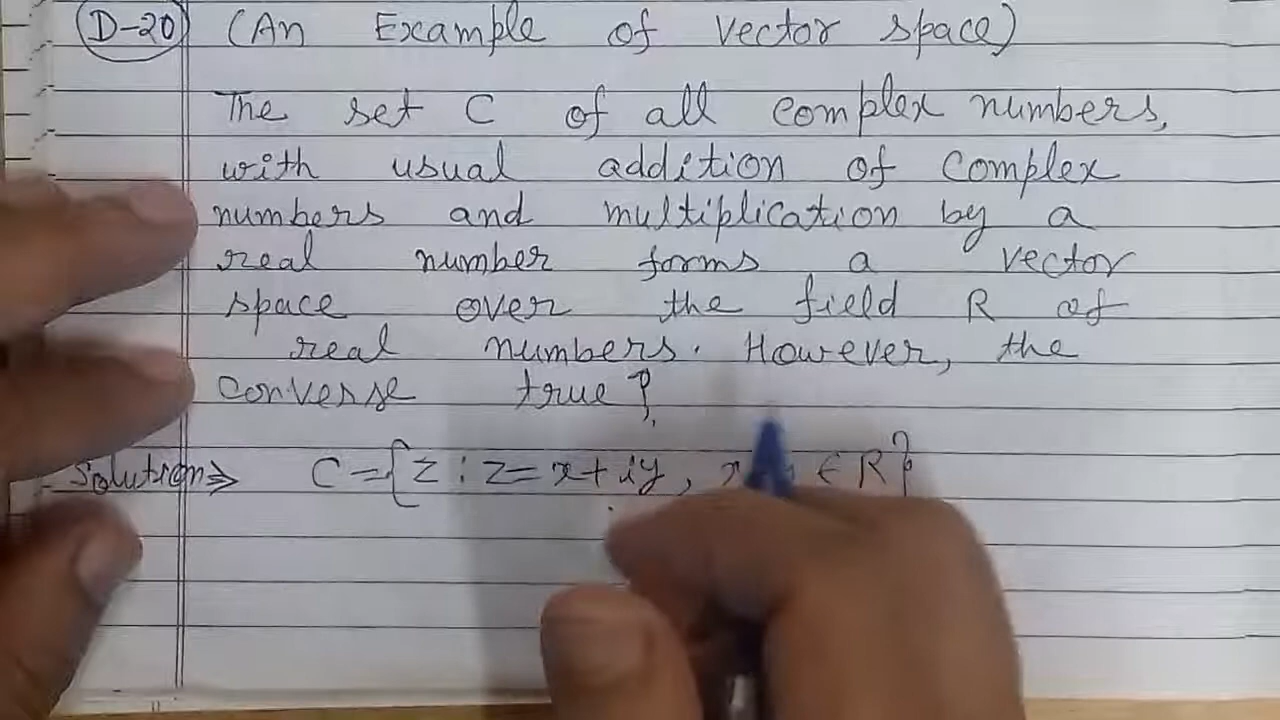 D-20 (An Example of vector space)
The set C of all complex numbers,
with usual addition of complex
numbers and multiplication by a
real number forms a vector
space over the field R of
real numbers. However, the
converse true?
Solution⇒ C={z:z=x+iy, x ∈R}